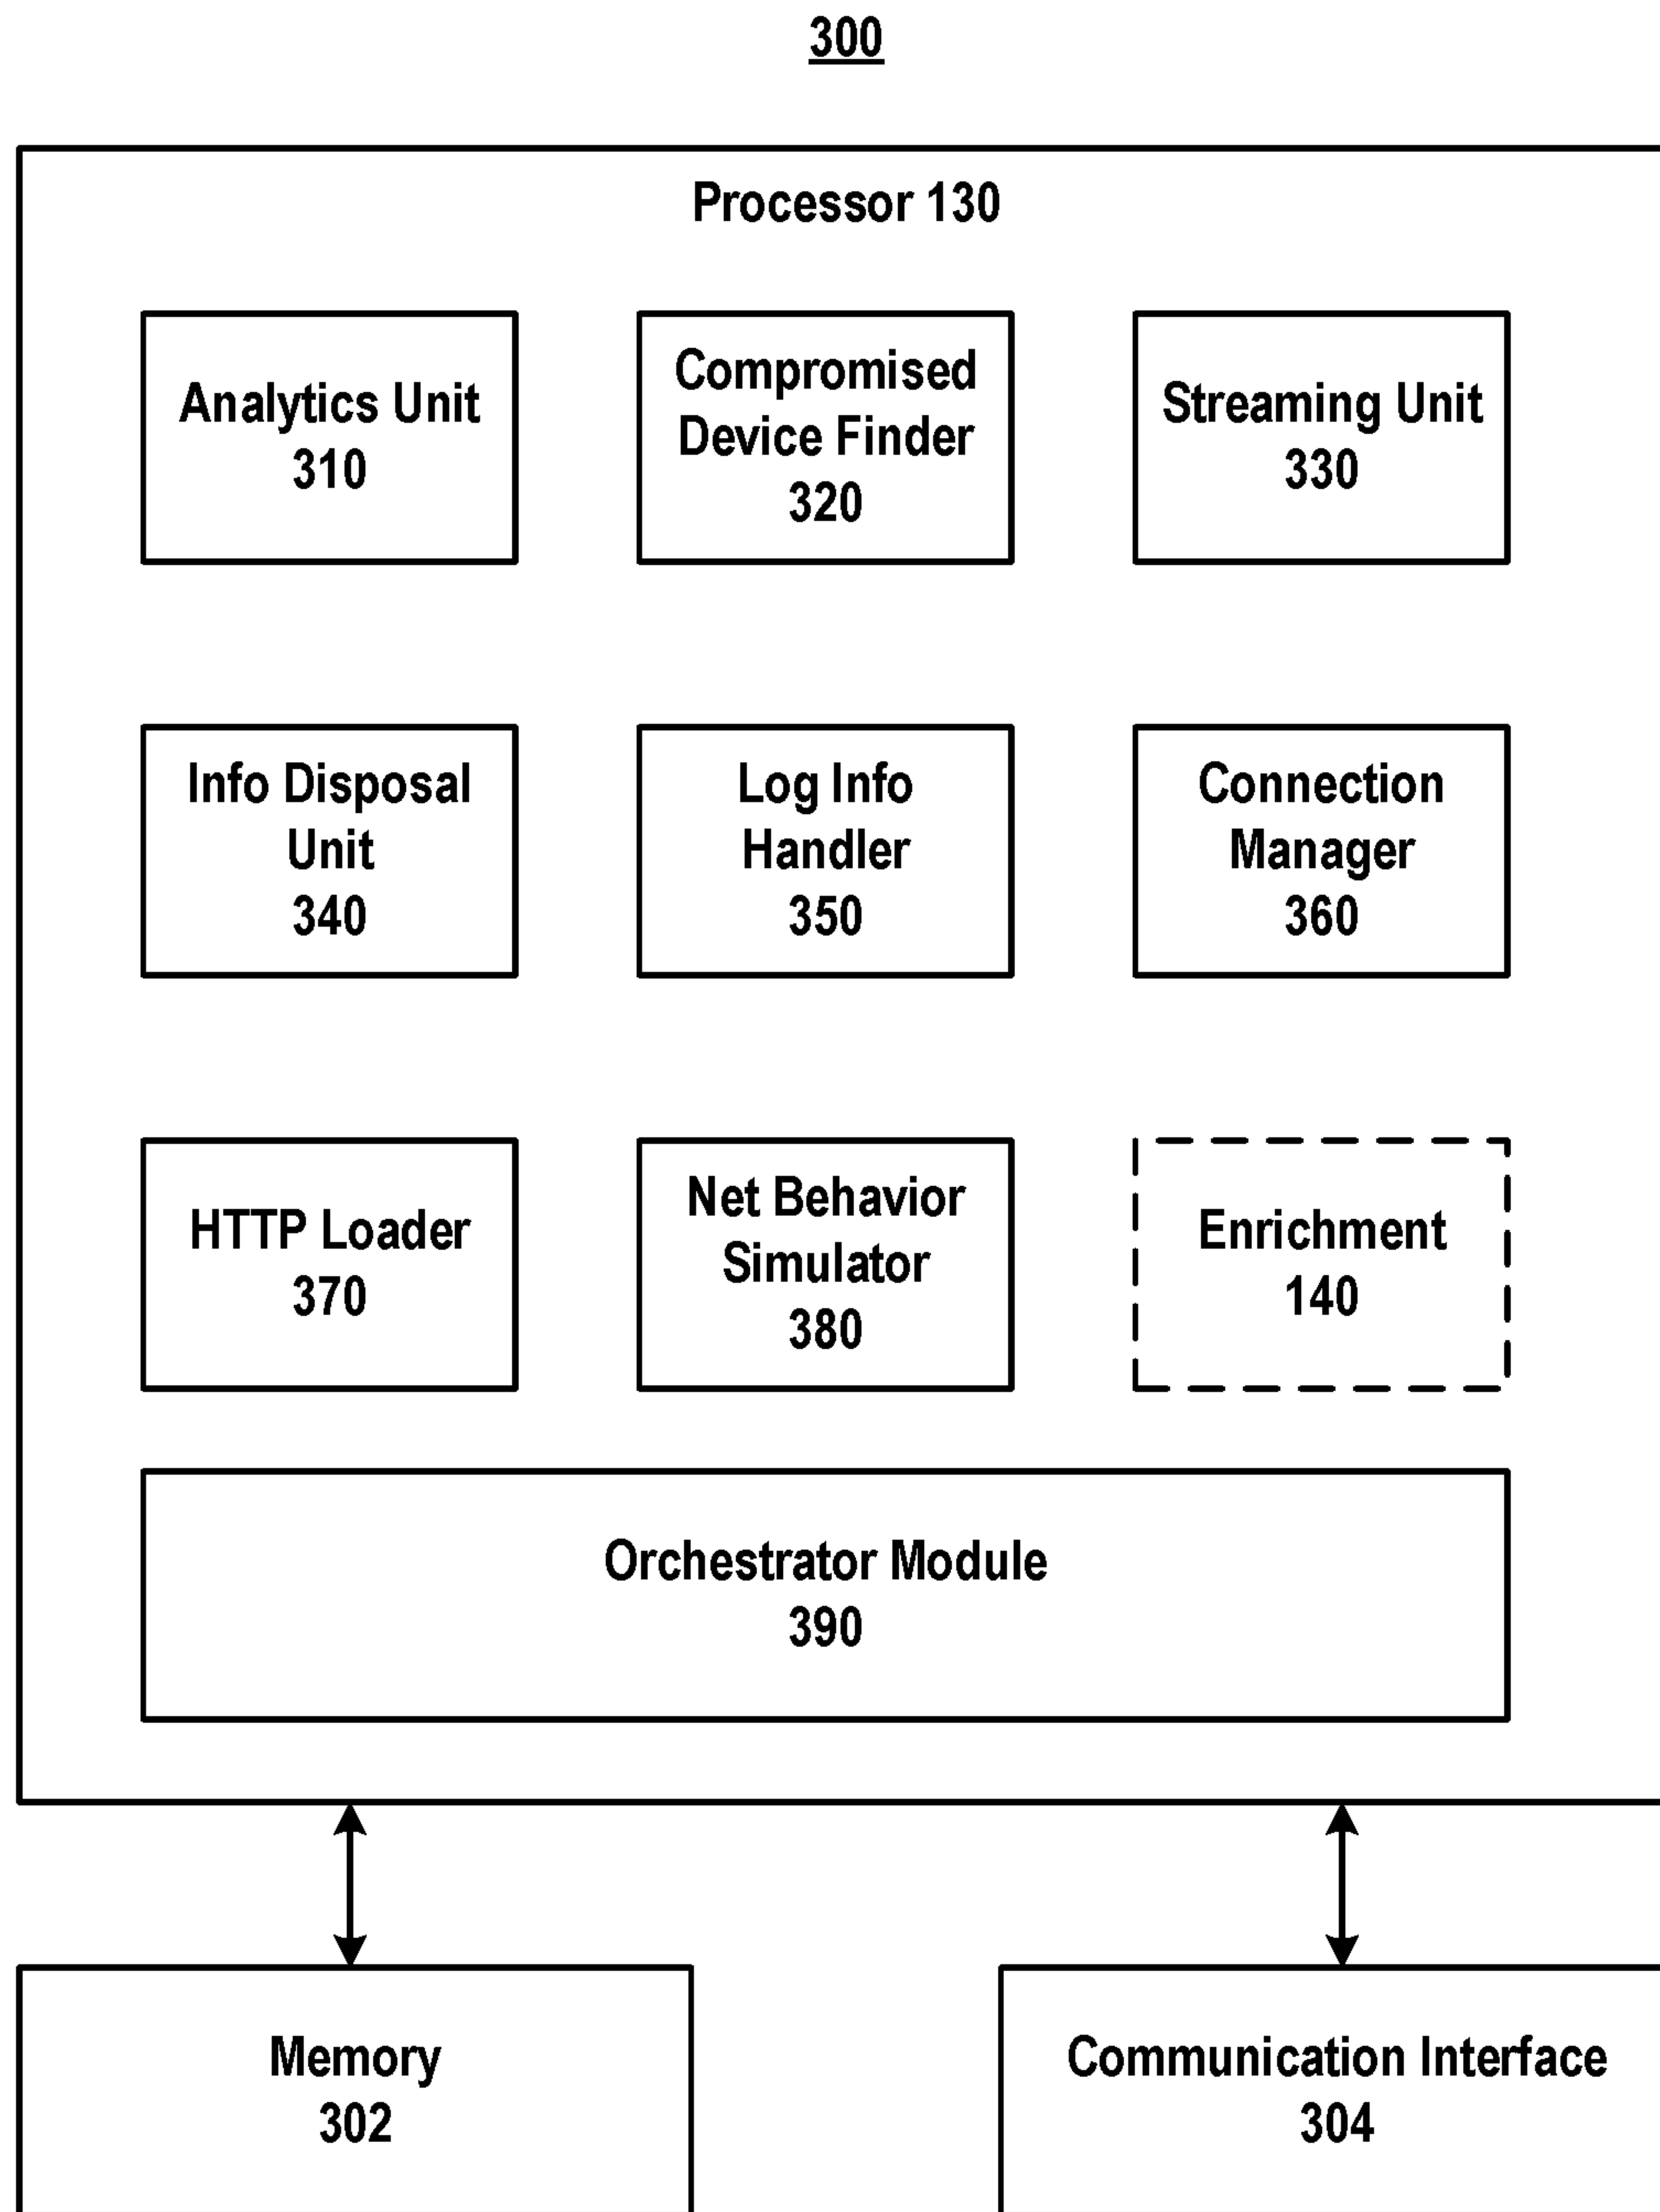 300
Processor 130
Analytics Unit
310
Compromised
Device Finder
320
Streaming Unit
330
Info Disposal
Unit
340
Log Info
Handler
350
Connection
Manager
360
HTTP Loader
370
Net Behavior
Simulator
380
Enrichment
140
Orchestrator Module
390
Memory
302
Communication Interface
304